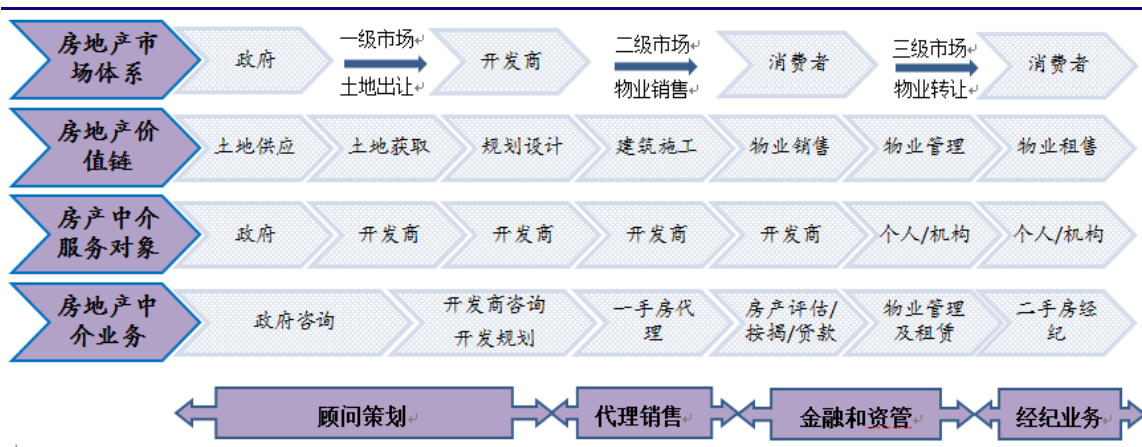 房地产市
场体系
政府
一级市场
土地出让
开发商
二级市场
物业销售
消费者
三级市场
物业转让
消费者
房地产价
值链
土地供应
土地获取
规划设计
建筑施工
物业销售
物业管理
物业租售
房产中介
服务对象
政府
开发商
开发商
开发商
开发商
个人/机构
个人/机构
房地产中
介业务
政府咨询
开发商咨询
开发规划
一手房代
理
房产评估/
按揭/贷款
物业管理
及租赁
二手房经
纪
顾问策划
代理销售
金融和资管
经纪业务